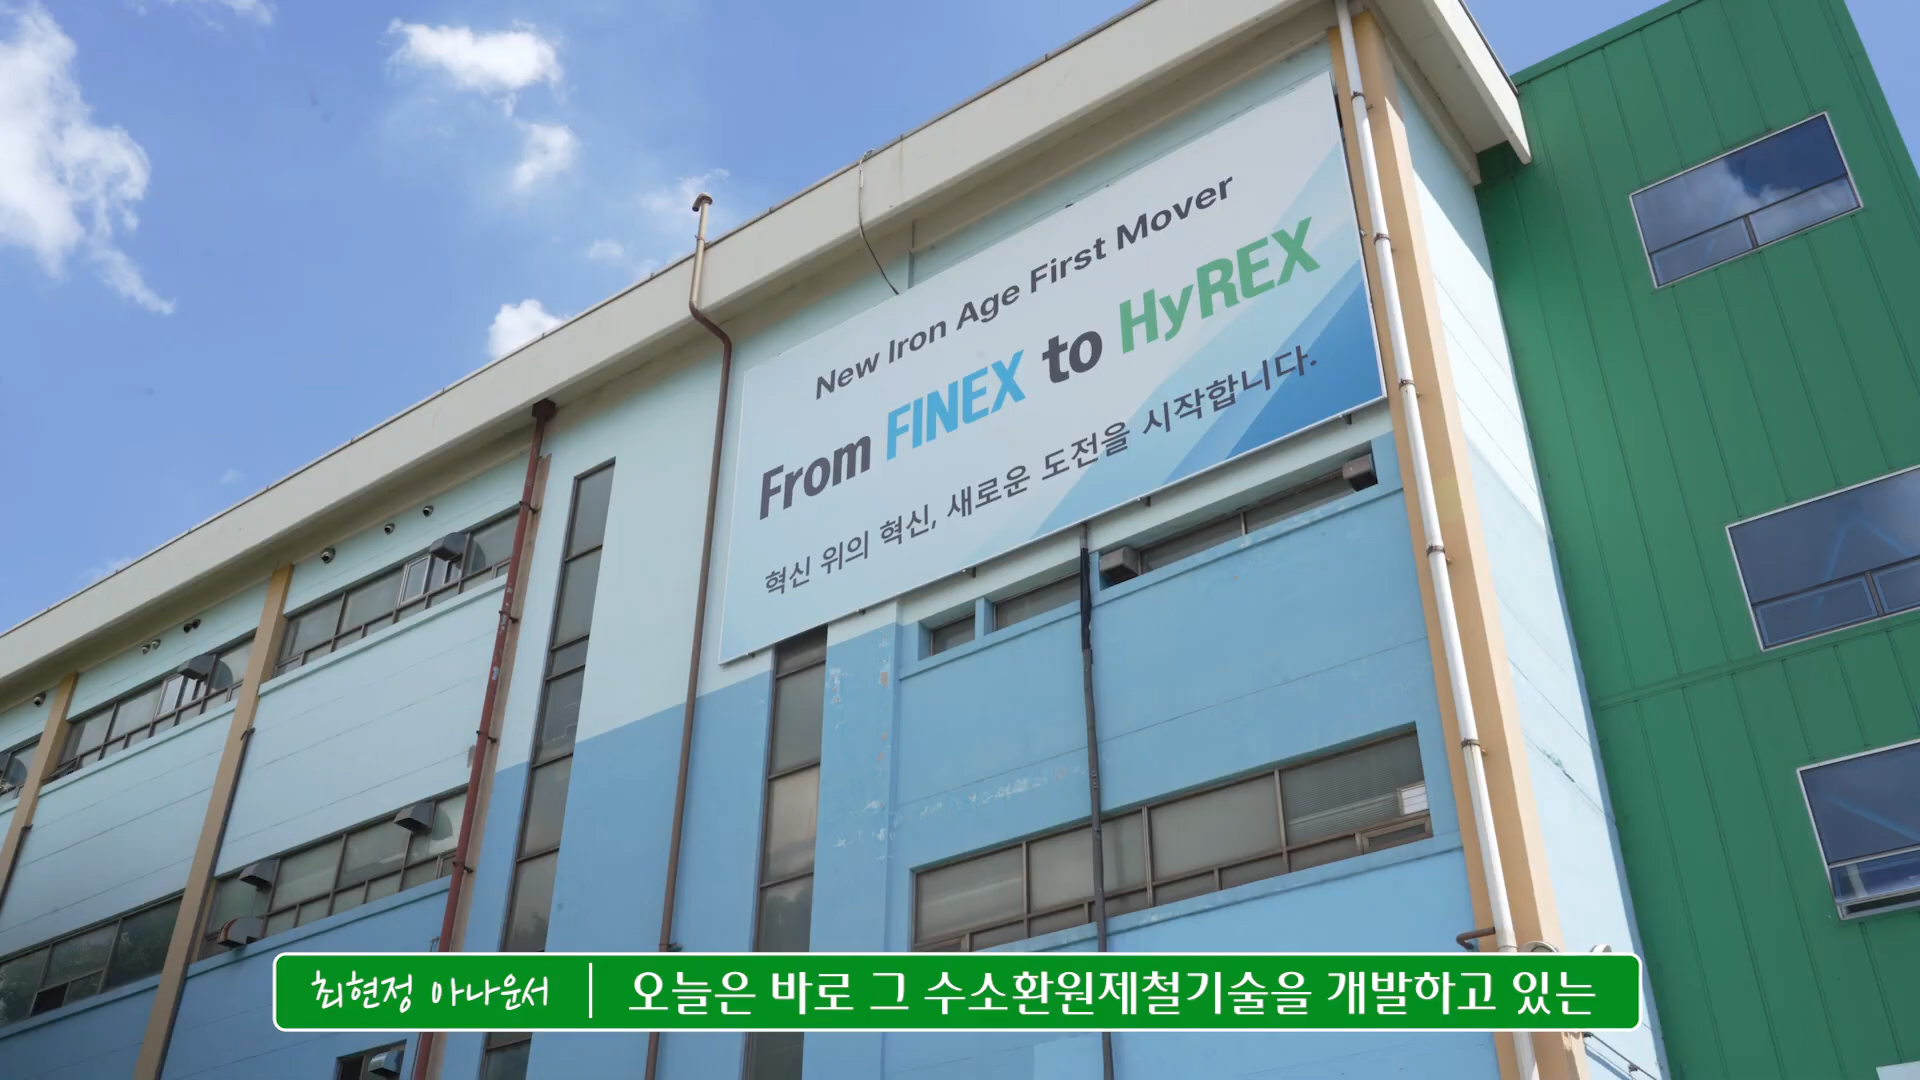 New Iron Age First Mover
From FINEX to HyREX
혁신 위의 혁신, 새로운 도전을 시작합니다.
최현정 아나운서 | 오늘은 바로 그 수소환원제철기술을 개발하고 있는